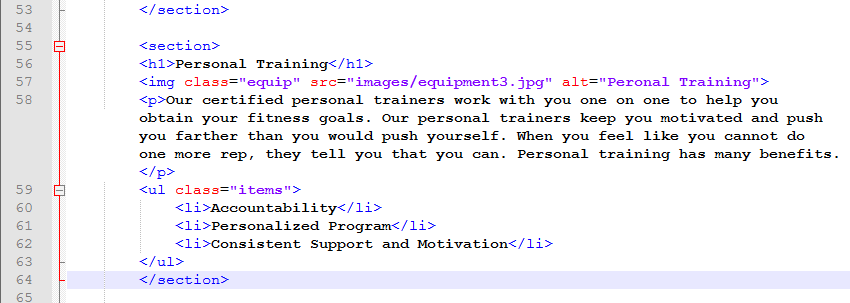 53 </section>
54
55 <section>
56 <h1>Personal Training</h1>
57 <img class="equip" src="images/equipment3.jpg" alt="Peronal Training">
58 <p>Our certified personal trainers work with you one on one to help you
obtain your fitness goals. Our personal trainers keep you motivated and push
you farther than you would push yourself. When you feel like you cannot do
one more rep, they tell you that you can. Personal training has many benefits.
</p>
59 <ul class="items">
60 <li>Accountability</li>
61 <li>Personalized Program</li>
62 <li>Consistent Support and Motivation</li>
63 </ul>
64 </section>
65